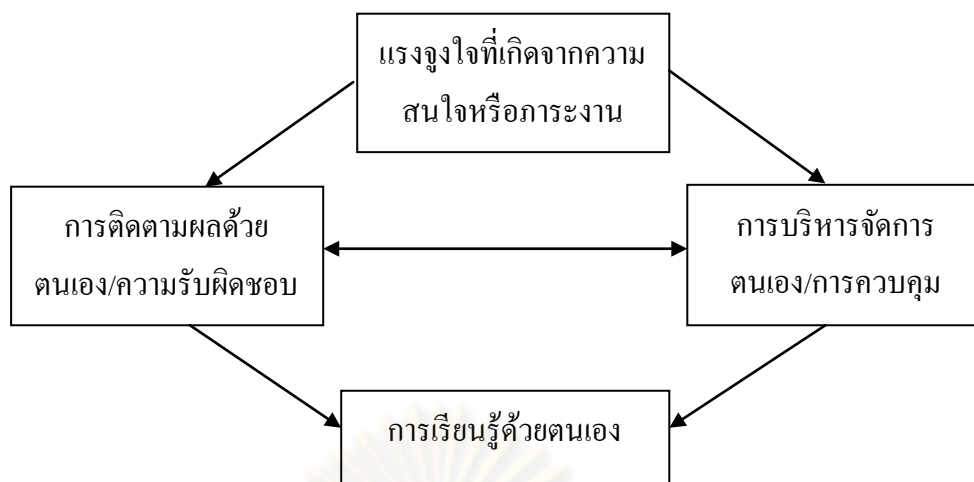 แรงจูงใจที่เกิดจากความ
สนใจหรือภาระงาน
การติดตามผลด้วย
ตนเอง/ความรับผิดชอบ
การบริหารจัดการ
ตนเอง/การควบคุม
การเรียนรู้ด้วยตนเอง